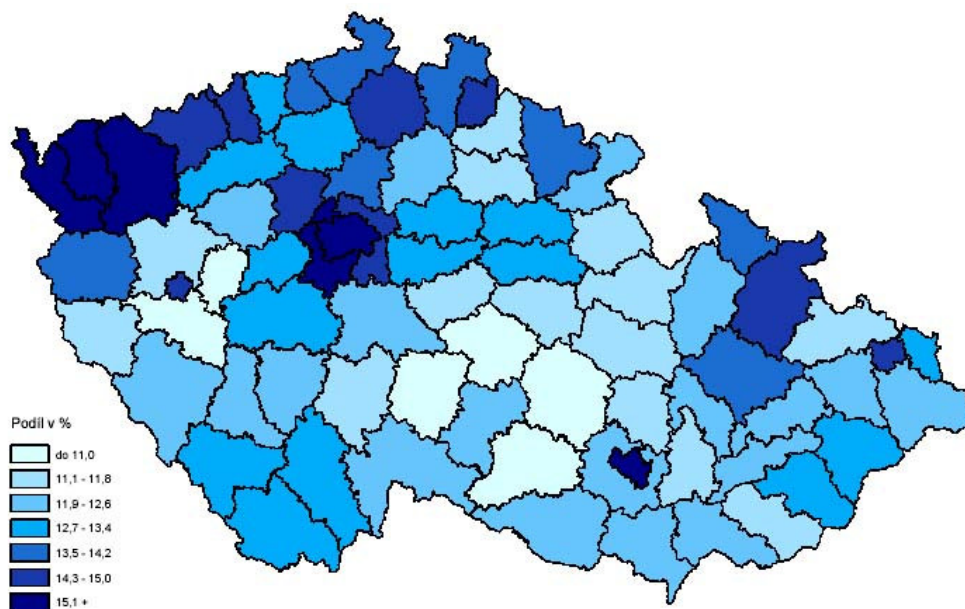 Podíl v %
do 11,0
11,1 - 11,8
11,9 - 12,6
12,7 - 13,4
13,5 - 14,2
14,3 - 15,0
15,1 +